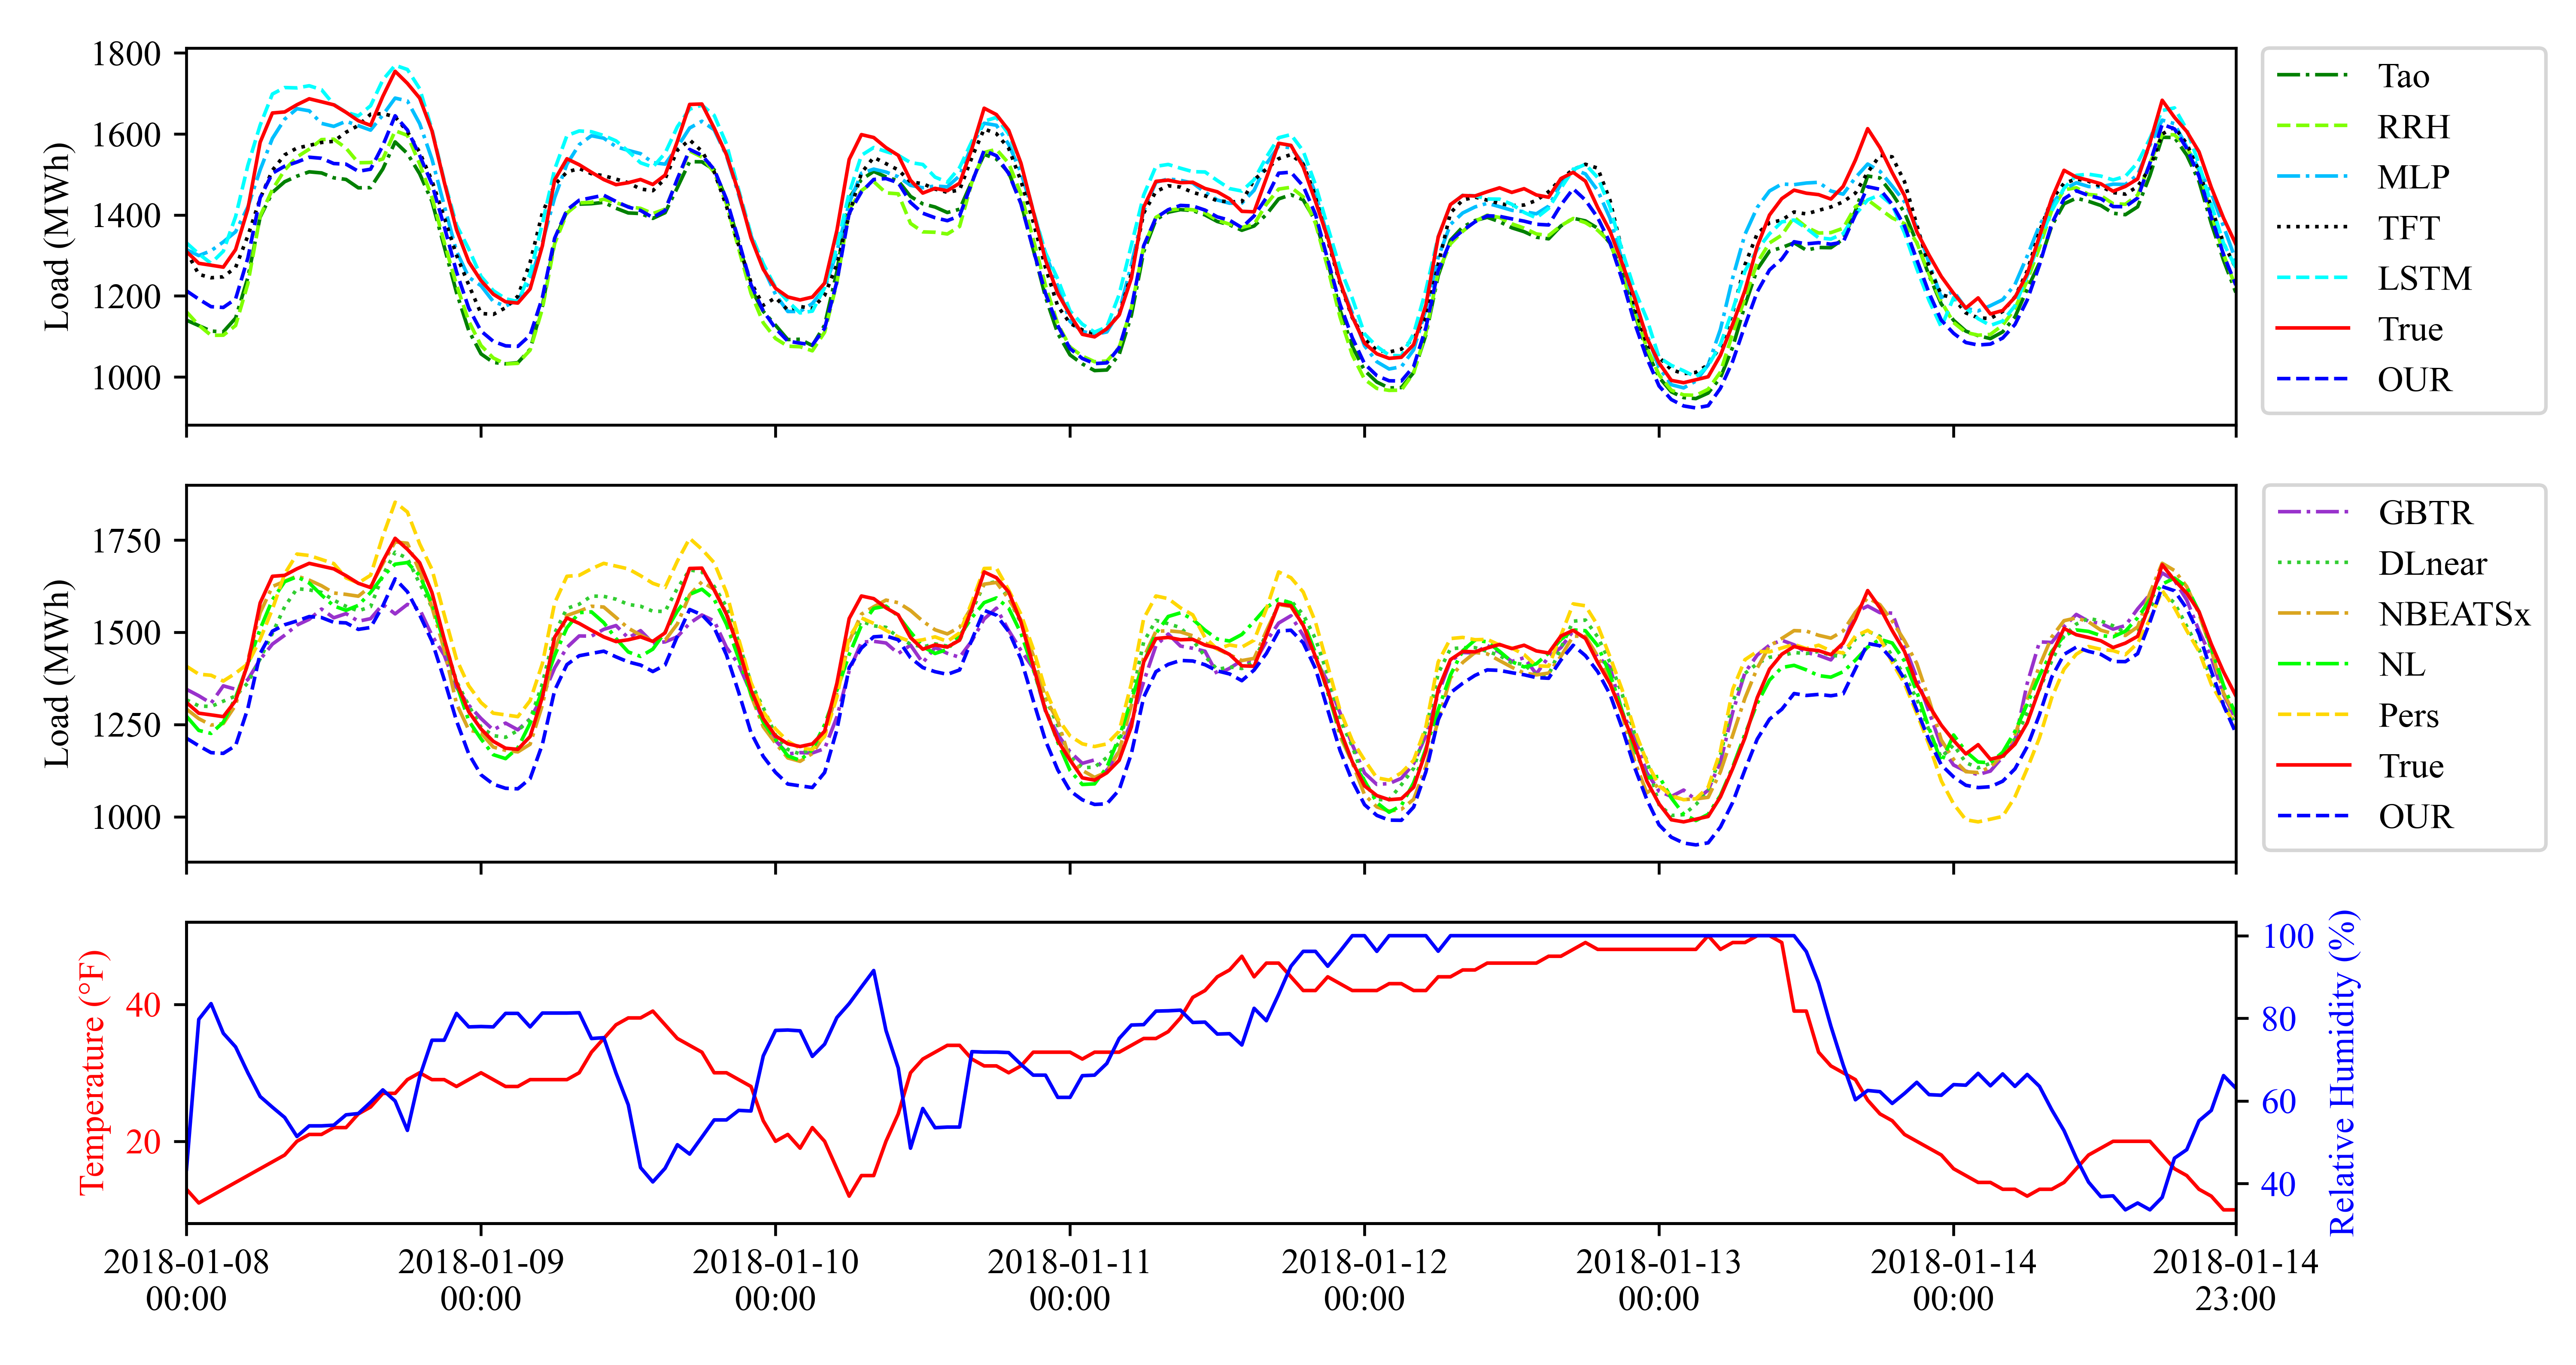 1800
1600
1400
1200
1000
Load (MWh)
Tao
RRH
MLP
TFT
LSTM
True
OUR
1750
1500
1250
1000
Load (MWh)
GBTR
DLnear
NBEATSx
NL
Pers
True
OUR
40
20
Temperature (°F)
100
80
60
40
Relative Humidity (%)
2018-01-08
00:00
2018-01-09
00:00
2018-01-10
00:00
2018-01-11
00:00
2018-01-12
00:00
2018-01-13
00:00
2018-01-14
00:00
2018-01-14
23:00